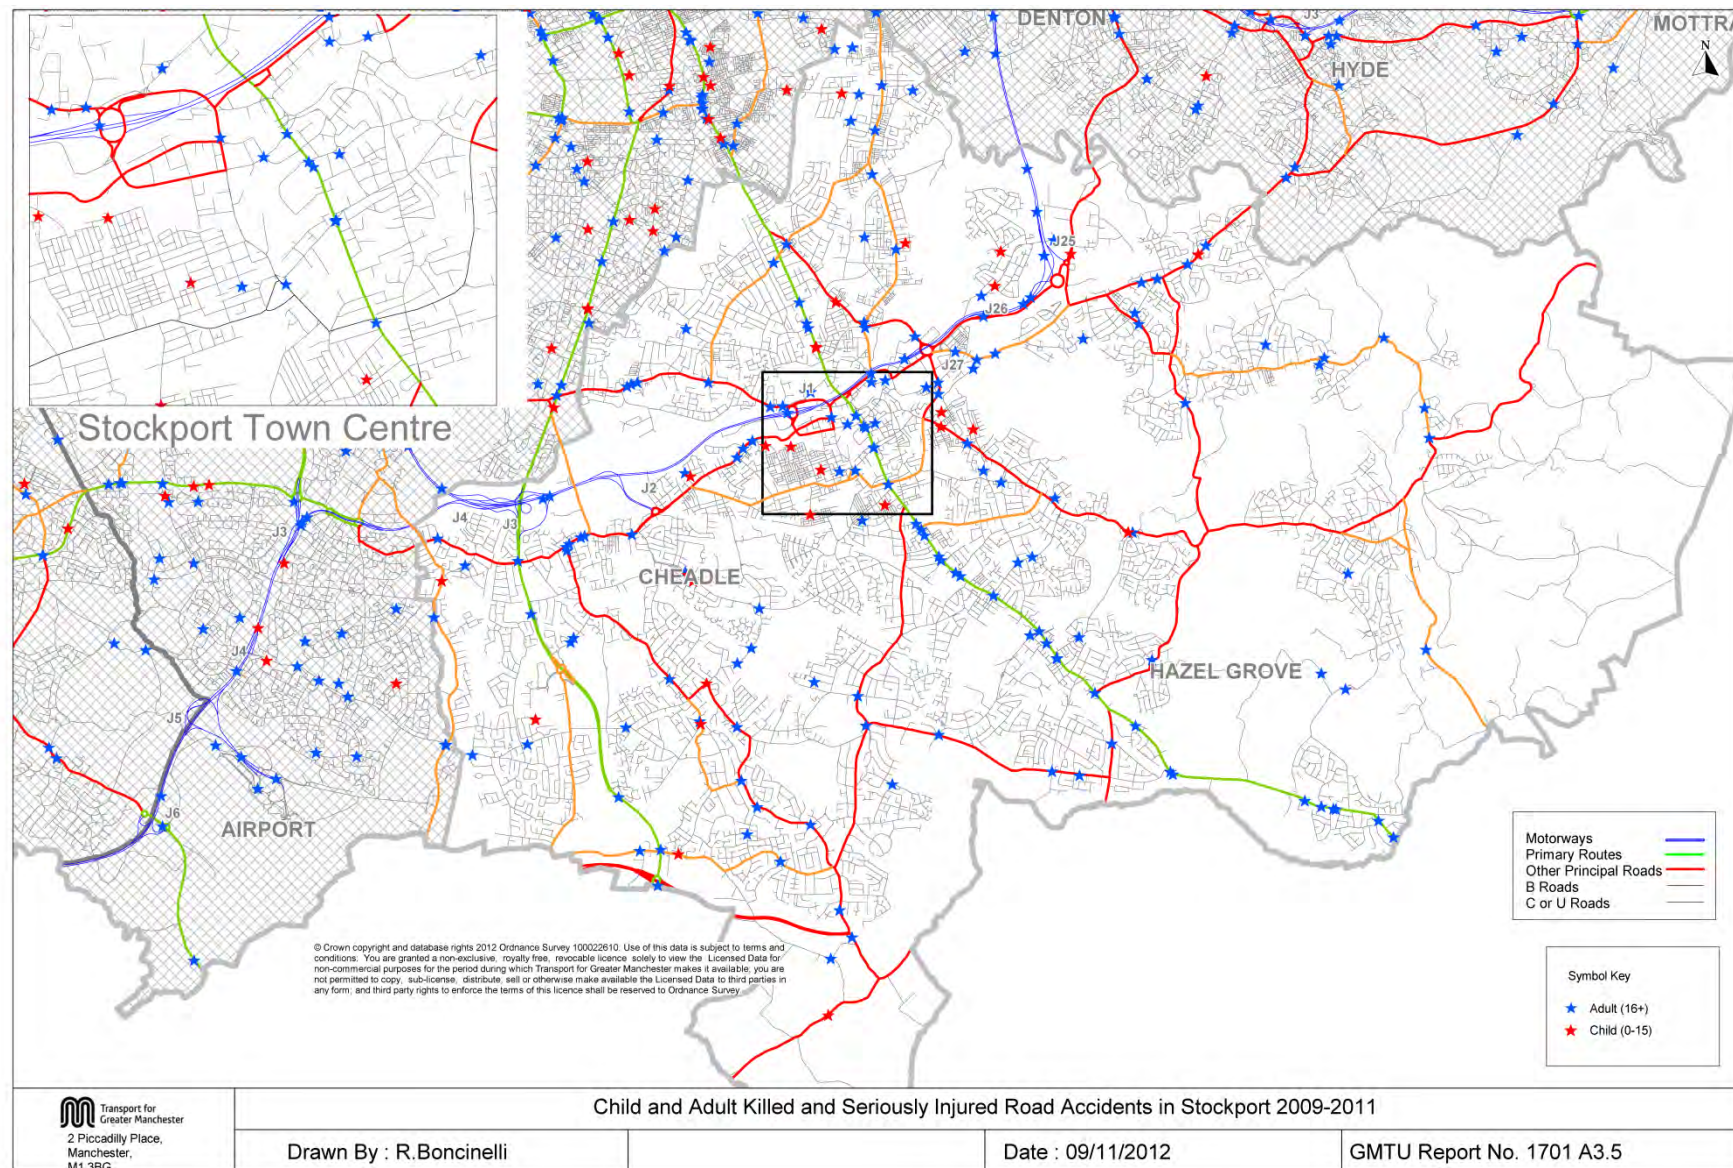 DENTON
J3
MOTTRA
N
HYDE
J25
J26
J27
J1
Stockport Town Centre
J2
J4
J3
J3
CHEADLE
J4
HAZEL GROVE
J5
J6
AIRPORT
Motorways
Primary Routes
Other Principal Roads
B Roads
C or U Roads
© Crown copyright and database rights 2012 Ordnance Survey 100022610. Use of this data is subject to terms and
conditions: You are granted a non-exclusive, royalty free, revocable licence solely to view the Licensed Data for
non-commercial purposes for the period during which Transport for Greater Manchester makes it available; you are
not permitted to copy, sub-license, distribute, sell or otherwise make available the Licensed Data to third parties in
any form; and third party rights to enforce the terms of this licence shall be reserved to Ordnance Survey
Symbol Key
Adult (16+)
Child (0-15)
Transport for
Greater Manchester
2 Piccadilly Place,
Manchester,
M1 3BG
Child and Adult Killed and Seriously Injured Road Accidents in Stockport 2009-2011
Drawn By : R.Boncinelli
Date : 09/11/2012
GMTU Report No. 1701 A3.5